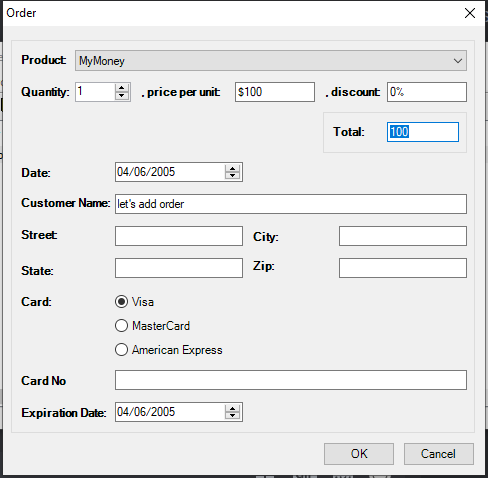 Order
Product: MyMoney
Quantity: 1 , price per unit: $100 , discount: 0%
Total: 100
Date: 04/06/2005
Customer Name: let's add order
Street: City:
State: Zip:
Card: Visa
MasterCard
American Express
Card No
Expiration Date: 04/06/2005
OK Cancel